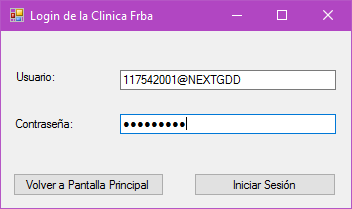 Login de la Clinica Frba
Usuario:
117542001@NEXTGDD
Contraseña:
●●●●●●●●●
Volver a Pantalla Principal
Iniciar Sesión